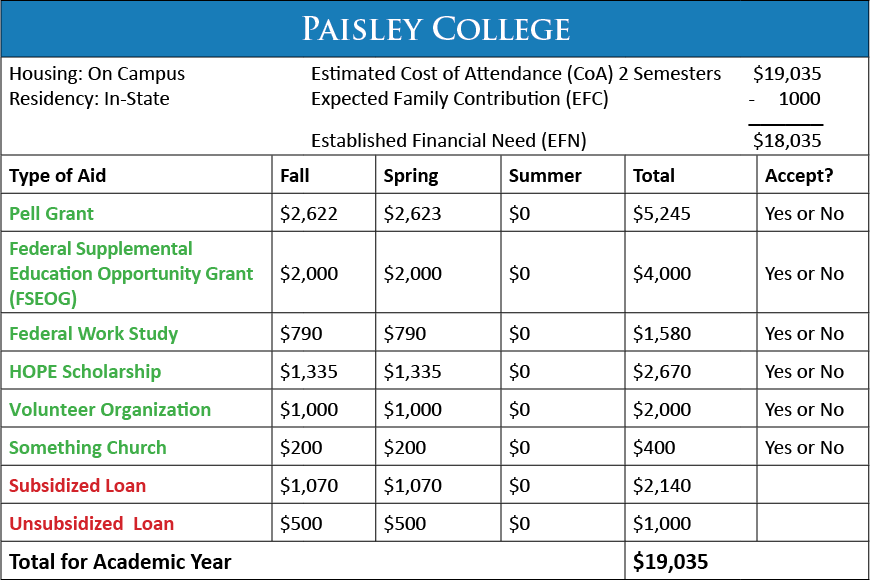 PAISLEY COLLEGE
Housing: On Campus Estimated Cost of Attendance (CoA) 2 Semesters $19,035
Residency: In-State Expected Family Contribution (EFC) - 1000
Established Financial Need (EFN) $18,035
Type of Aid Fall Spring Summer Total Accept?
Pell Grant $2,622 $2,623 $0 $5,245 Yes or No
Federal Supplemental
Education Opportunity Grant
(FSEOG) $2,000 $2,000 $0 $4,000 Yes or No
Federal Work Study $790 $790 $0 $1,580 Yes or No
HOPE Scholarship $1,335 $1,335 $0 $2,670 Yes or No
Volunteer Organization $1,000 $1,000 $0 $2,000 Yes or No
Something Church $200 $200 $0 $400 Yes or No
Subsidized Loan $1,070 $1,070 $0 $2,140
Unsubsidized Loan $500 $500 $0 $1,000
Total for Academic Year $19,035